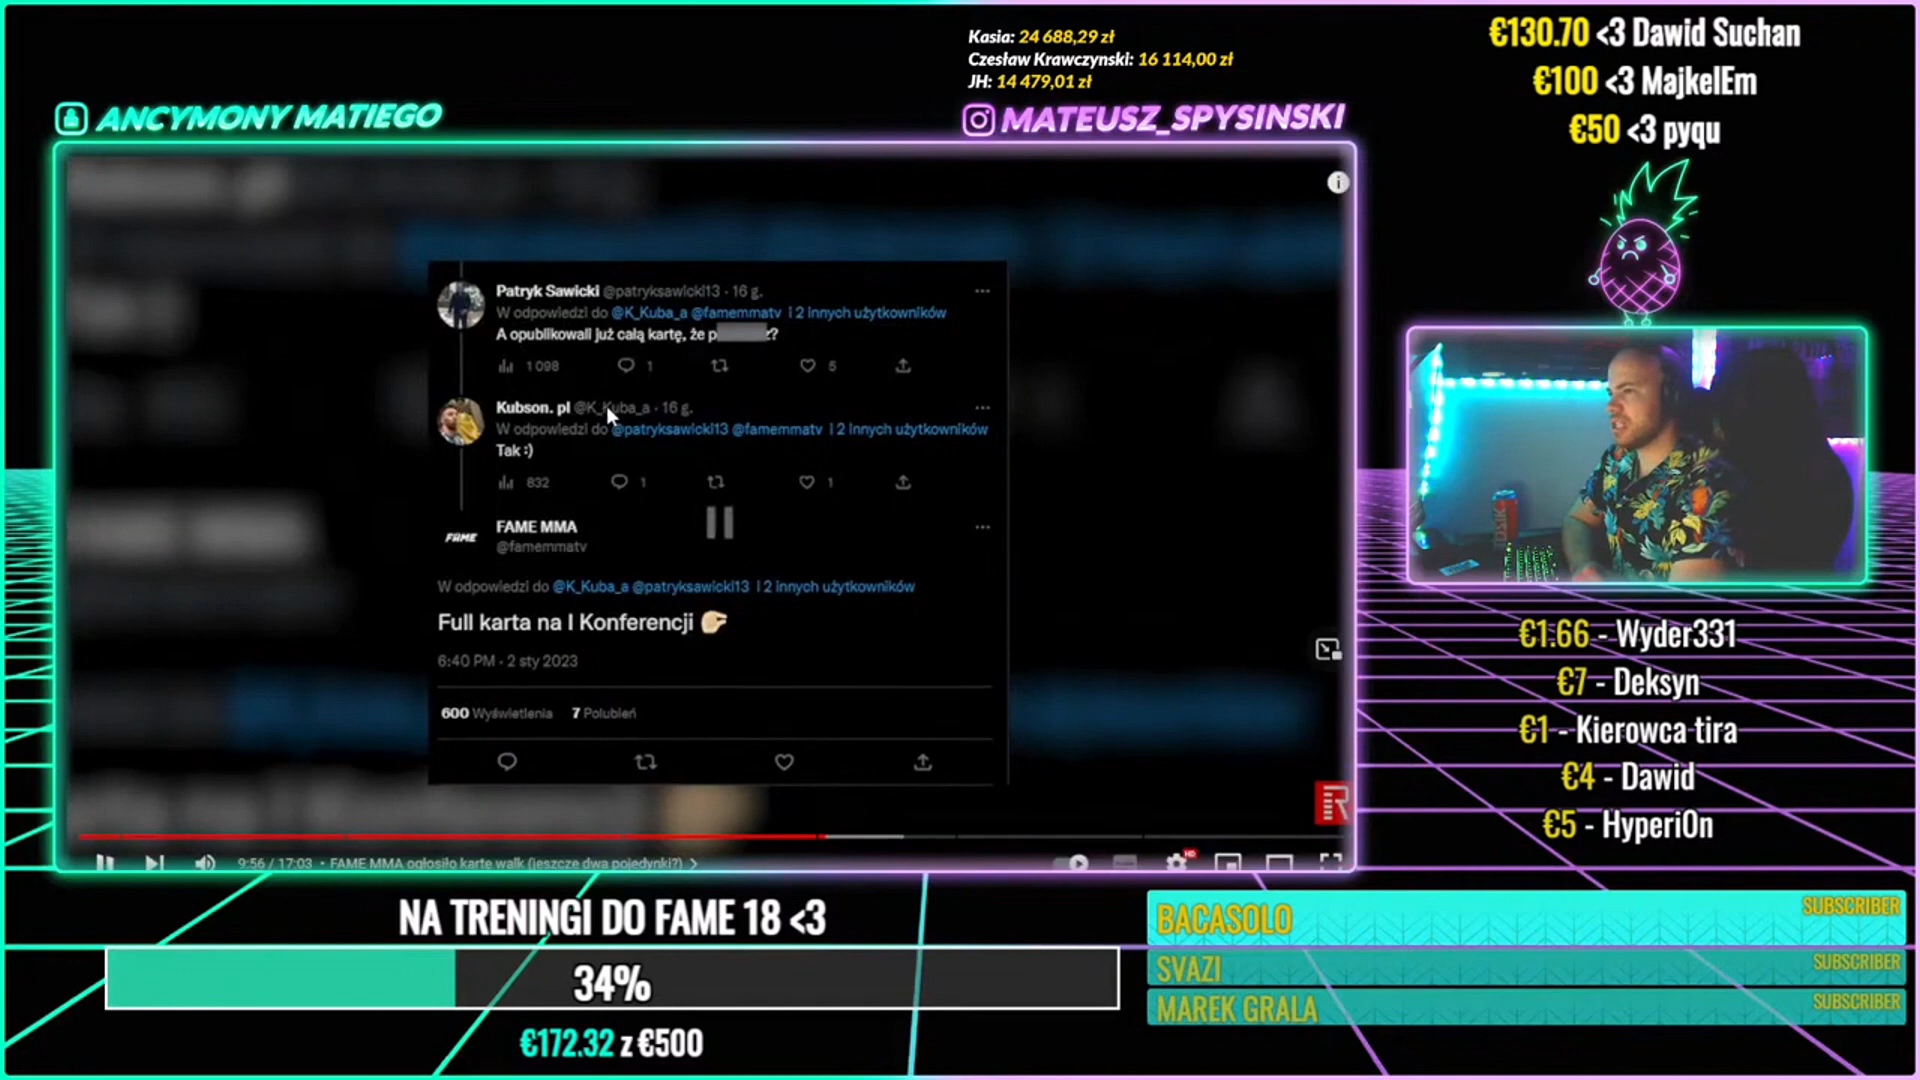 Kasia: 24 688,29 zł
Czesław Krawczynski: 16 114,00 zł
JH: 14 479,01 zł
€130.70 <3 Dawid Suchan
€100 <3 MajkelEm
€50 <3 pyqu
ANCYMONY MATIEGO
MATEUSZ_SPYSINSKI
Patryk Sawicki @patryksawicki13 · 16 g.
W odpowiedzi do @K_Kuba_a @famemmatv i 2 innych użytkowników
A opublikowali już całą kartę, że p z?
1 098 1 5
Kubson. pl @K_Kuba_a · 16 g.
W odpowiedzi do @patryksawicki13 @famemmatv i 2 innych użytkowników
Tak :)
832 1 1
FAME
FAME MMA
@famemmatv
W odpowiedzi do @K_Kuba_a @patryksawicki13 i 2 innych użytkowników
Full karta na I Konferencji
6:40 PM · 2 sty 2023
600 Wyświetlenia 7 Polubień
9:56 / 17:03 • FAME MMA ogłosiło kartę walk (jeszcze dwa pojedynki?)
HD
€1.66 - Wyder331
€7 - Deksyn
€1 - Kierowca tira
€4 - Dawid
€5 - Hyperi0n
NA TRENINGI DO FAME 18 <3
34%
€172.32 z €500
BACASOLO SUBSCRIBER
SVAZI SUBSCRIBER
MAREK GRALA SUBSCRIBER